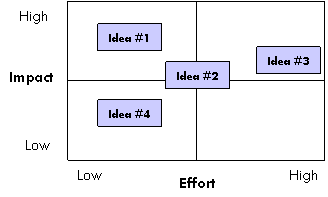 High
Idea #1
Idea #3
Impact
Idea #2
Idea #4
Low
Low
High
Effort